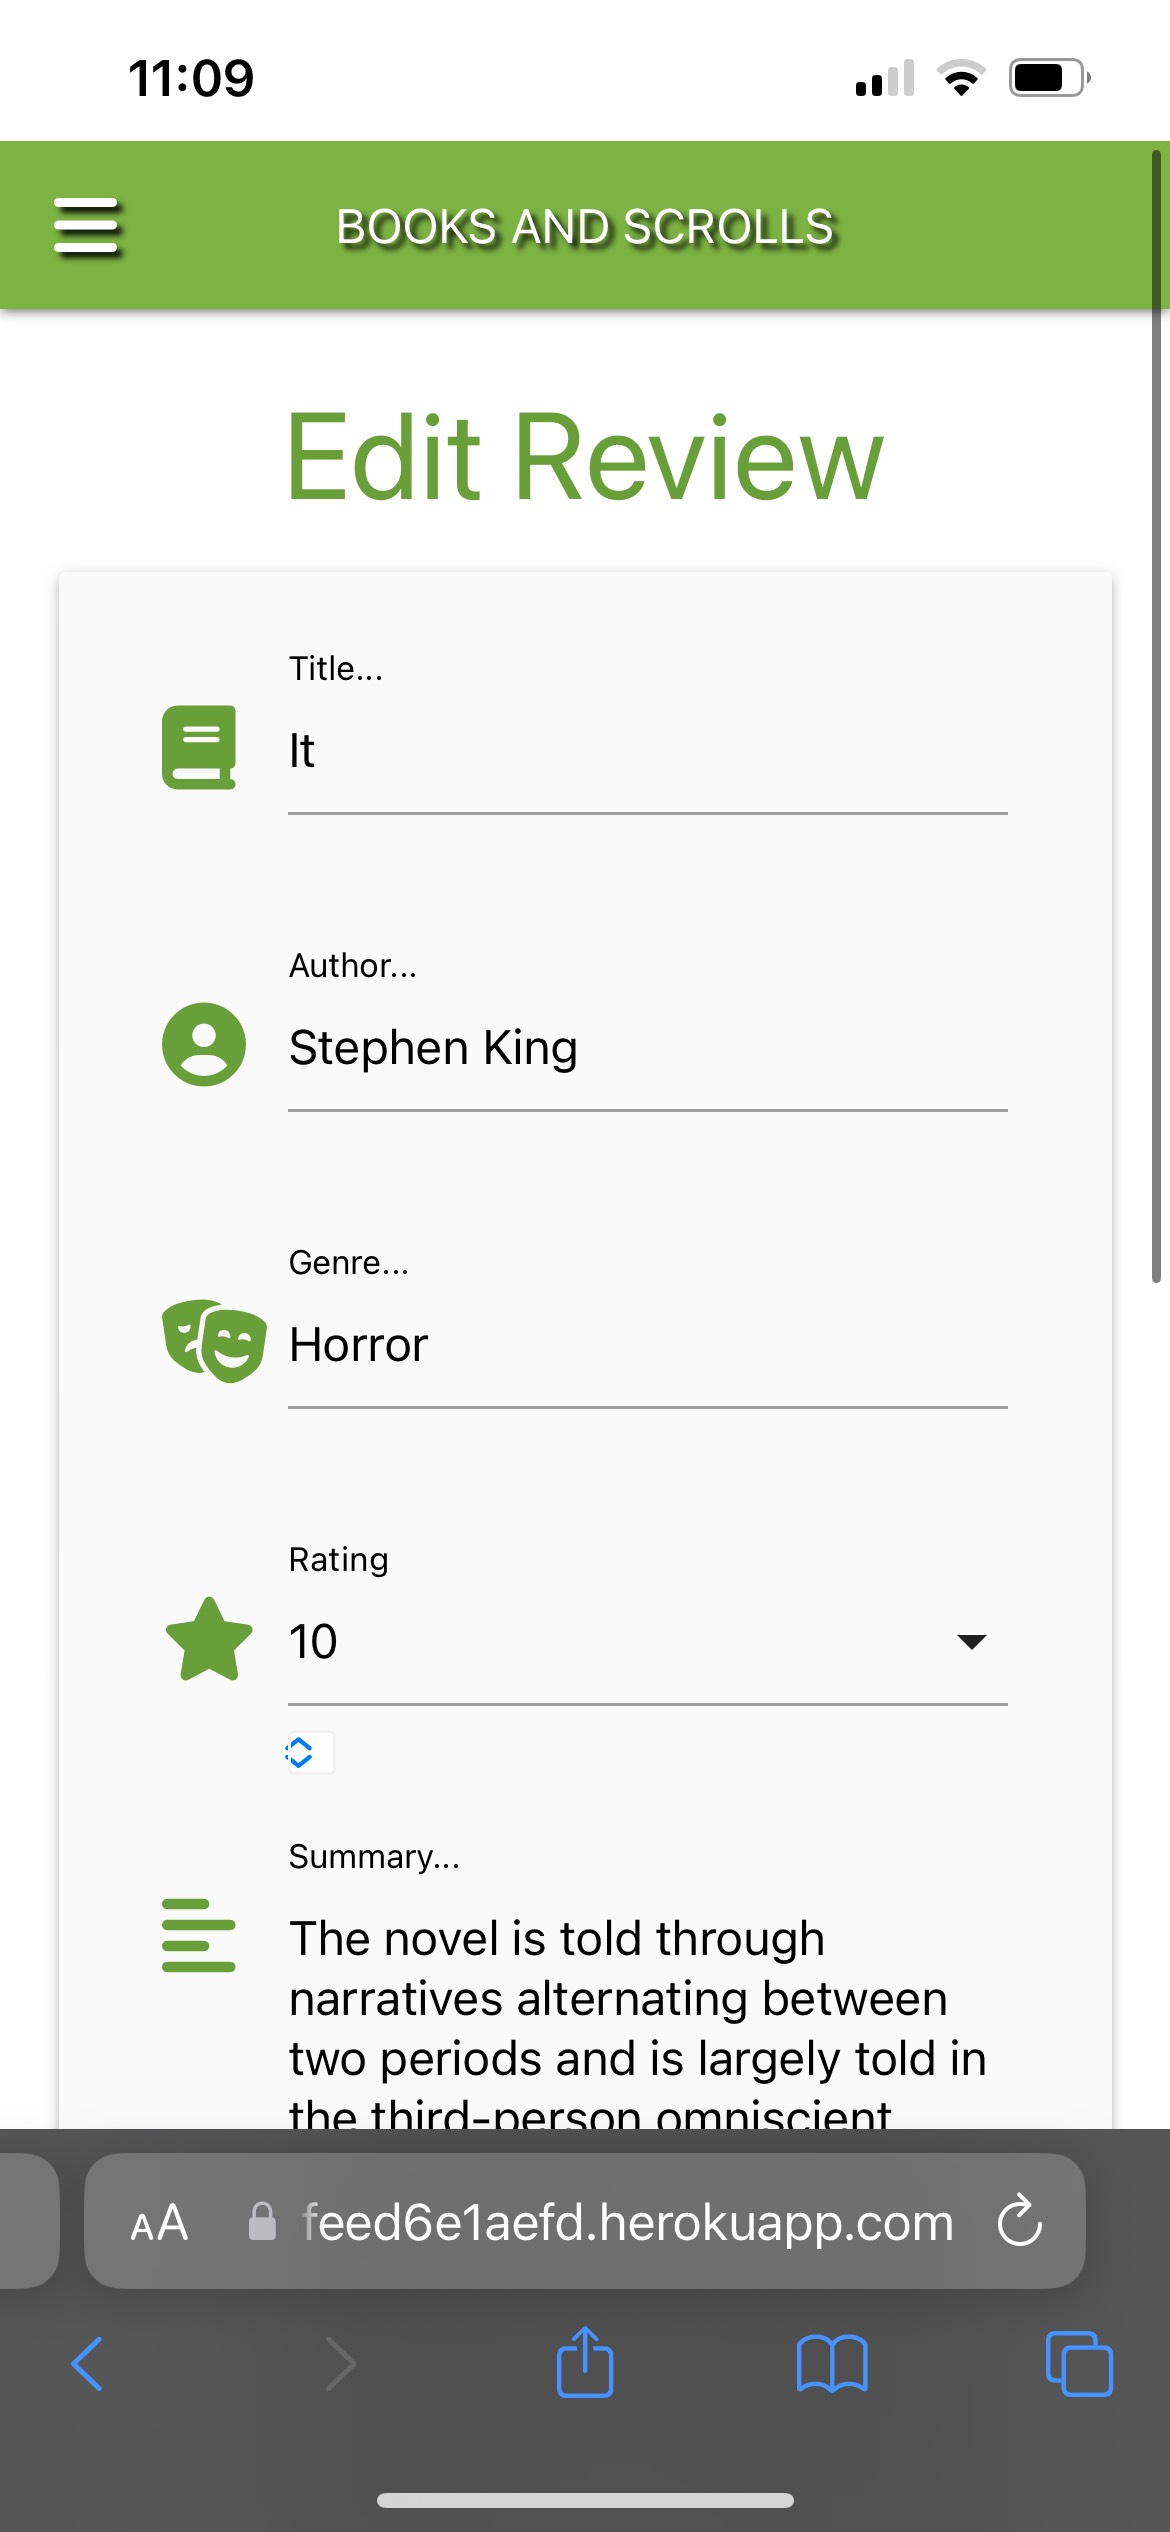 11:09
BOOKS AND SCROLLS
Edit Review
Title...
It
Author...
Stephen King
Genre...
Horror
Rating
10
Summary...
The novel is told through
narratives alternating between
two periods and is largely told in
the third-person omniscient
AA feed6e1aefd.herokuapp.com